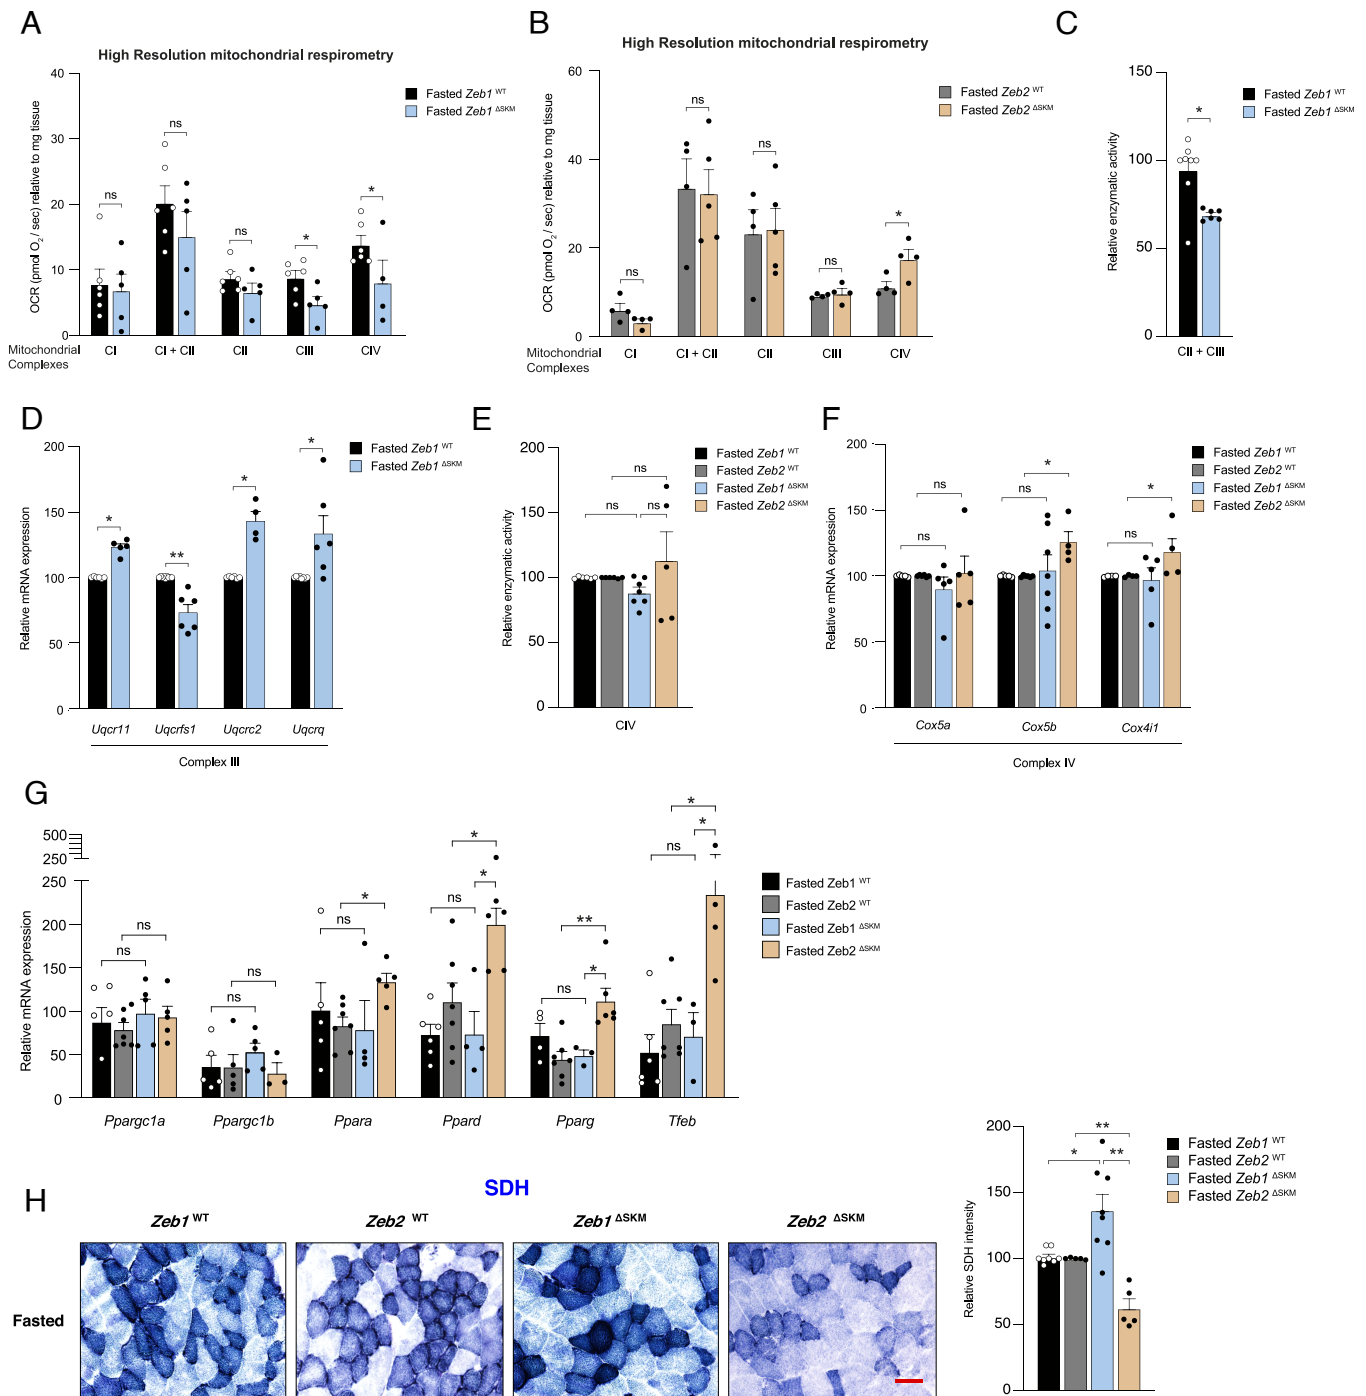 A
High Resolution mitochondrial respirometry
OCR (pmol O2 / sec) relative to mg tissue
40
30
20
10
0
ns
ns
ns
*
*
Fasted Zeb1 WT
Fasted Zeb1 ΔSKM
Mitochondrial Complexes
CI
CI + CII
CII
CIII
CIV
B
High Resolution mitochondrial respirometry
OCR (pmol O2 / sec) relative to mg tissue
60
40
20
0
ns
ns
ns
ns
*
Fasted Zeb2 WT
Fasted Zeb2 ΔSKM
Mitochondrial Complexes
CI
CI + CII
CII
CIII
CIV
C
Relative enzymatic activity
150
100
50
0
*
Fasted Zeb1 WT
Fasted Zeb1 ΔSKM
CII + CIII
D
Relative mRNA expression
200
150
100
50
0
*
**
*
*
Fasted Zeb1 WT
Fasted Zeb1 ΔSKM
Uqcr11
Uqcrfs1
Uqcrc2
Uqcrq
Complex III
E
Relative enzymatic activity
200
150
100
50
0
ns
ns
ns
Fasted Zeb1 WT
Fasted Zeb2 WT
Fasted Zeb1 ΔSKM
Fasted Zeb2 ΔSKM
CIV
F
Relative mRNA expression
200
150
100
50
0
ns
ns
*
ns
*
ns
Fasted Zeb1 WT
Fasted Zeb2 WT
Fasted Zeb1 ΔSKM
Fasted Zeb2 ΔSKM
Cox5a
Cox5b
Cox4i1
Complex IV
G
Relative mRNA expression
500
250
250
200
150
100
50
0
ns
ns
ns
ns
*
ns
*
*
ns
**
*
ns
*
*
ns
Fasted Zeb1 WT
Fasted Zeb2 WT
Fasted Zeb1 ΔSKM
Fasted Zeb2 ΔSKM
Ppargc1a
Ppargc1b
Ppara
Ppard
Pparg
Tfeb
H
SDH
Zeb1 WT
Zeb2 WT
Zeb1 ΔSKM
Zeb2 ΔSKM
Fasted
Relative SDH intensity
200
150
100
50
0
**
*
**
Fasted Zeb1 WT
Fasted Zeb2 WT
Fasted Zeb1 ΔSKM
Fasted Zeb2 ΔSKM